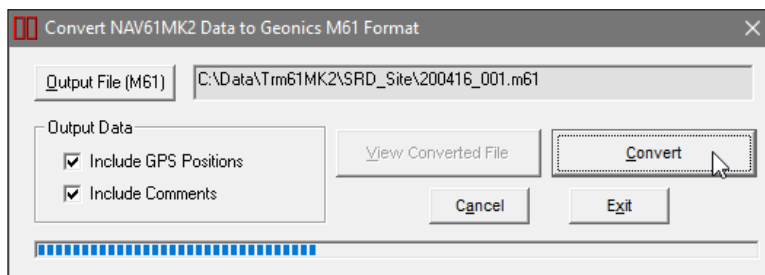 Convert NAV61MK2 Data to Geonics M61 Format
Output File (M61)
C:\Data\Trm61MK2\SRD_Site\200416_001.m61
Output Data
Include GPS Positions
Include Comments
View Converted File
Convert
Cancel
Exit